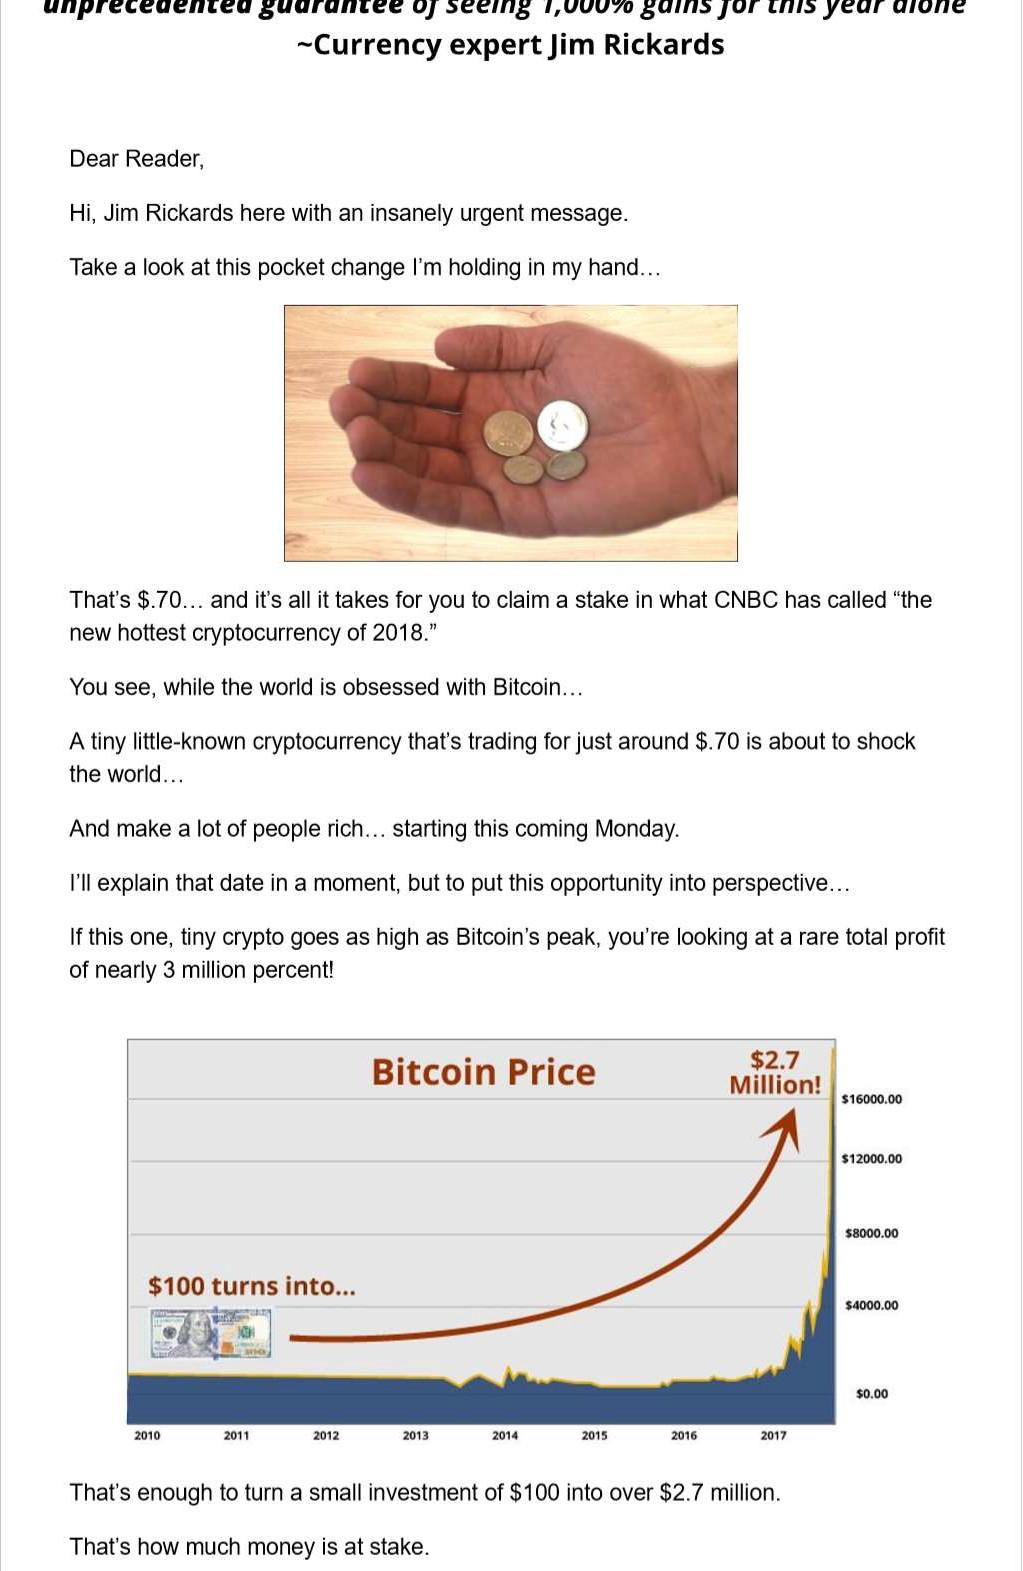 unprecedented guarantee of seeing 1,000% gains for this year alone
~Currency expert Jim Rickards
Dear Reader,
Hi, Jim Rickards here with an insanely urgent message.
Take a look at this pocket change I’m holding in my hand…
That’s $.70… and it’s all it takes for you to claim a stake in what CNBC has called “the
new hottest cryptocurrency of 2018.”
You see, while the world is obsessed with Bitcoin…
A tiny little-known cryptocurrency that’s trading for just around $.70 is about to shock
the world…
And make a lot of people rich… starting this coming Monday.
I’ll explain that date in a moment, but to put this opportunity into perspective…
If this one, tiny crypto goes as high as Bitcoin’s peak, you’re looking at a rare total profit
of nearly 3 million percent!
Bitcoin Price
$2.7
Million!
$16000.00
$12000.00
$8000.00
$100 turns into...
$4000.00
$0.00
2010 2011 2012 2013 2014 2015 2016 2017
That’s enough to turn a small investment of $100 into over $2.7 million.
That’s how much money is at stake.